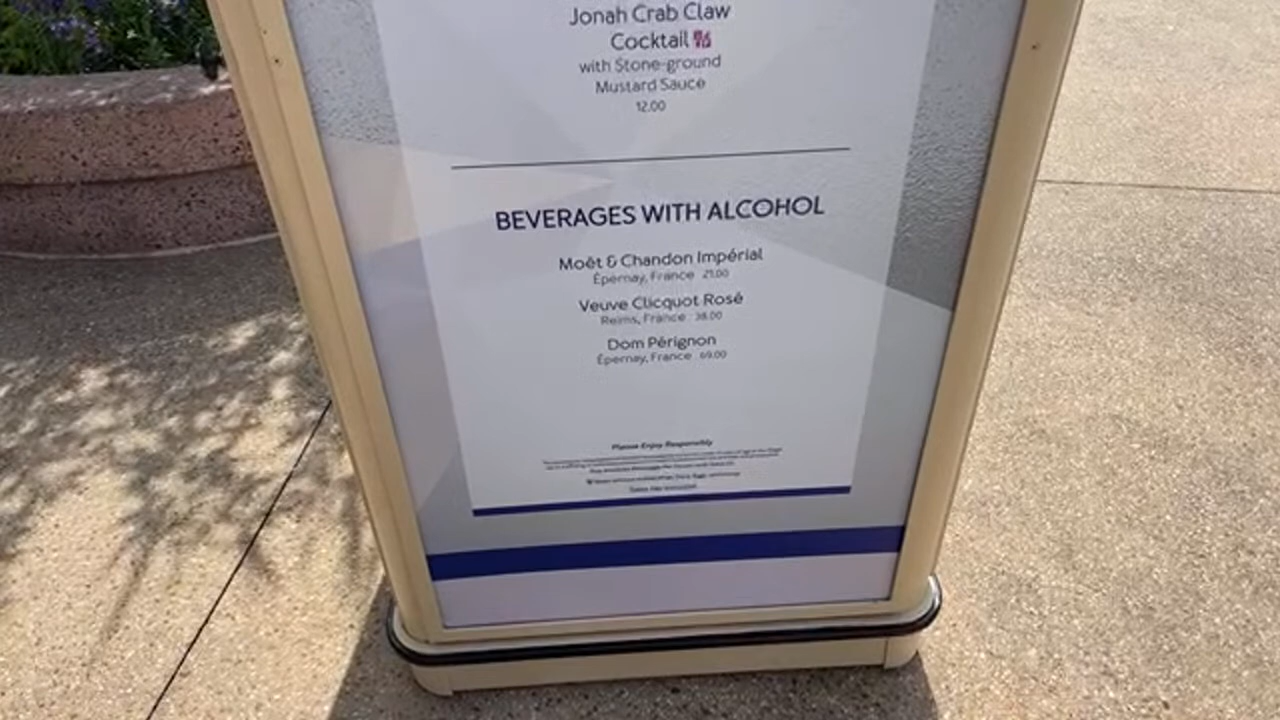 Jonah Crab Claw
Cocktail
with Stone-ground
Mustard Sauce
12.00
BEVERAGES WITH ALCOHOL
Moët & Chandon Impérial
Épernay, France 21.00
Veuve Clicquot Rosé
Reims, France 38.00
Dom Pérignon
Épernay, France 69.00
Please Enjoy Responsibly